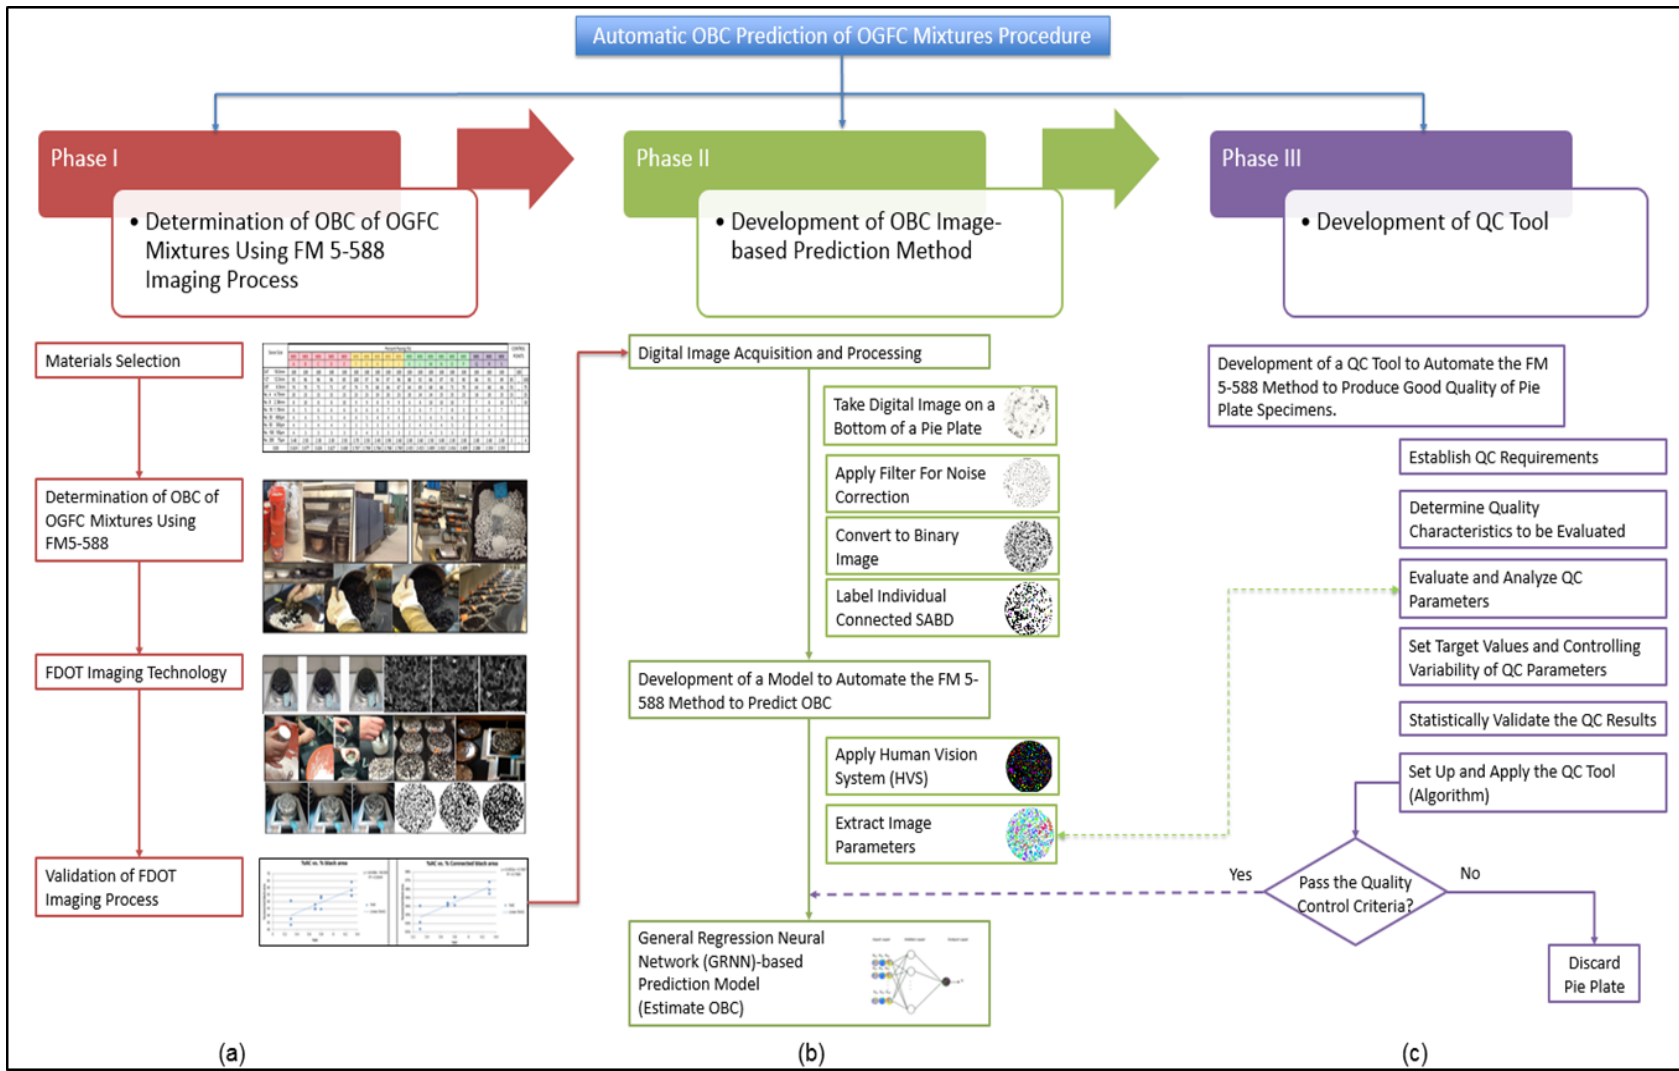 Automatic OBC Prediction of OGFC Mixtures Procedure
Phase I
• Determination of OBC of OGFC
Mixtures Using FM 5-588
Imaging Process
Phase II
• Development of OBC Image-
based Prediction Method
Phase III
• Development of QC Tool
Materials Selection
Determination of OBC of
OGFC Mixtures Using
FM5-588
FDOT Imaging Technology
Validation of FDOT
Imaging Process
%AC vs. % black area
%AC vs. % Connected black area
Digital Image Acquisition and Processing
Take Digital Image on a
Bottom of a Pie Plate
Apply Filter For Noise
Correction
Convert to Binary
Image
Label Individual
Connected SABD
Development of a Model to Automate the FM 5-
588 Method to Predict OBC
Apply Human Vision
System (HVS)
Extract Image
Parameters
General Regression Neural
Network (GRNN)-based
Prediction Model
(Estimate OBC)
Development of a QC Tool to Automate the FM
5-588 Method to Produce Good Quality of Pie
Plate Specimens.
Establish QC Requirements
Determine Quality
Characteristics to be Evaluated
Evaluate and Analyze QC
Parameters
Set Target Values and Controlling
Variability of QC Parameters
Statistically Validate the QC Results
Set Up and Apply the QC Tool
(Algorithm)
Pass the Quality
Control Criteria?
Yes
No
Discard
Pie Plate
(a)
(b)
(c)